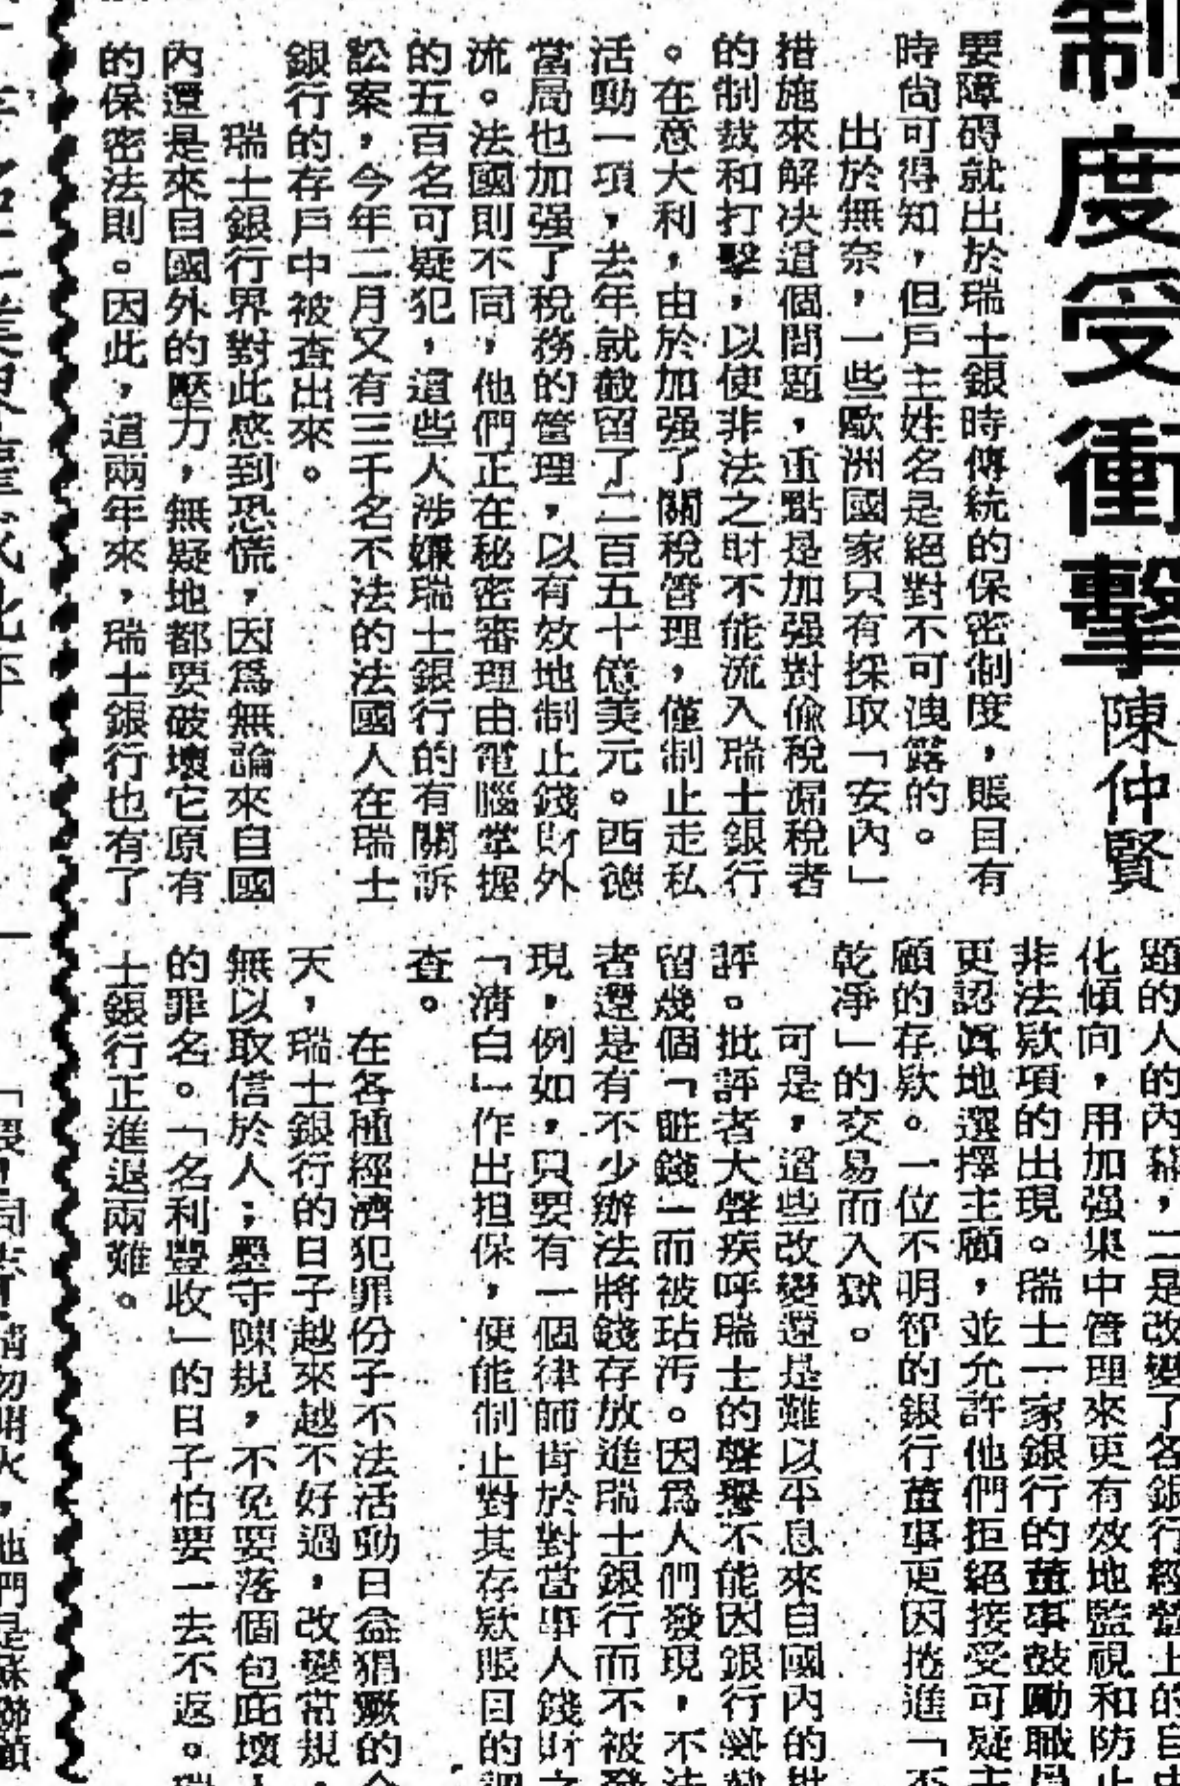 制度受衝擊
陳仲賢
要障碍就出於瑞士銀時傳統的保密制度，賬目有
時尙可得知，但戶主姓名是絕對不可洩露的。
出於無奈，一些歐洲國家只有採取「安內」
措施來解决這個問題，重點是加强對偸稅漏稅者
的制裁和打擊，以使非法之財不能流入瑞士銀行
。在意大利，由於加强了關稅管理，僅制止走私
活動一項，去年就截留了二百五十億美元。西德
當局也加强了稅務的管理，以有效地制止錢財外
流。法國則不同，他們正在秘密審理由電腦掌握
的五百名可疑犯，這些人涉嫌瑞士銀行的有關訴
訟案，今年二月又有三千名不法的法國人在瑞士
銀行的存戶中被查出來。
瑞士銀行界對此感到恐慌，因爲無論來自國
內還是來自國外的壓力，無疑地都要破壞它原有
的保密法則。因此，這兩年來，瑞士銀行也有了
題的人的內幕，二是改變了各銀行經營上的自由
化傾向，用加强集中管理來更有效地監視和防止
非法欵項的出現。瑞士一家銀行的董事鼓勵職員
更認眞地選擇主顧，並允許他們拒絕接受可疑主
顧的存欵。一位不明智的銀行董事更因捲進「不
乾凈」的交易而入獄。
可是，這些改變還是難以平息來自國內的批
評。批評者大聲疾呼瑞士的聲譽不能因銀行
留幾個「賍錢」而被玷汚。因爲人們發現，不法
者還是有不少辦法將錢存放進瑞士銀行而不被發
現，例如，只要有一個律師肯於對當事人錢財之
「淸白」作出担保，便能制止對其存欵賬目的調
查。
在各種經濟犯罪份子不法活動日益猖獗的今
天，瑞士銀行的日子越來越不好過，改變常規，
無以取信於人；墨守陳規，不免要落個包庇壞人
的罪名。「名利豐收」的日子怕要一去不返。瑞
士銀行正進退兩難。